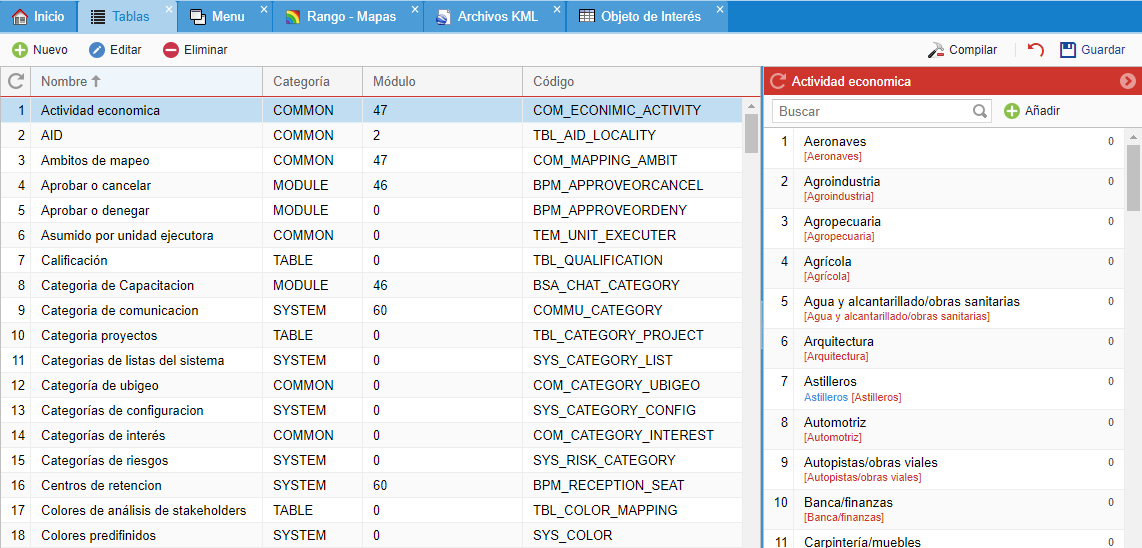 Inicio Tablas Menu Rango - Mapas Archivos KML Objeto de Interés
Nuevo Editar Eliminar Compilar Guardar
Nombre Categoría Módulo Código
1 Actividad economica COMMON 47 COM_ECONIMIC_ACTIVITY
2 AID COMMON 2 TBL_AID_LOCALITY
3 Ambitos de mapeo COMMON 47 COM_MAPPING_AMBIT
4 Aprobar o cancelar MODULE 46 BPM_APPROVEORCANCEL
5 Aprobar o denegar MODULE 0 BPM_APPROVEORDENY
6 Asumido por unidad ejecutora COMMON 0 TEM_UNIT_EXECUTER
7 Calificación TABLE 0 TBL_QUALIFICATION
8 Categoria de Capacitacion MODULE 46 BSA_CHAT_CATEGORY
9 Categoria de comunicacion SYSTEM 60 COMMU_CATEGORY
10 Categoria proyectos TABLE 0 TBL_CATEGORY_PROJECT
11 Categorias de listas del sistema SYSTEM 0 SYS_CATEGORY_LIST
12 Categoría de ubigeo COMMON 0 COM_CATEGORY_UBIGEO
13 Categorías de configuracion SYSTEM 0 SYS_CATEGORY_CONFIG
14 Categorías de interés COMMON 0 COM_CATEGORY_INTEREST
15 Categorías de riesgos SYSTEM 0 SYS_RISK_CATEGORY
16 Centros de retencion SYSTEM 60 BPM_RECEPTION_SEAT
17 Colores de análisis de stakeholders TABLE 0 TBL_COLOR_MAPPING
18 Colores predifinidos SYSTEM 0 SYS_COLOR
Actividad economica
Buscar Añadir
1 Aeronaves 0
[Aeronaves]
2 Agroindustria 0
[Agroindustria]
3 Agropecuaria 0
[Agropecuaria]
4 Agrícola 0
[Agrícola]
5 Agua y alcantarillado/obras sanitarias 0
[Agua y alcantarillado/obras sanitarias]
6 Arquitectura 0
[Arquitectura]
7 Astilleros 0
Astilleros [Astilleros]
8 Automotriz 0
[Automotriz]
9 Autopistas/obras viales 0
[Autopistas/obras viales]
10 Banca/finanzas 0
[Banca/finanzas]
11 Carpintería/muebles 0